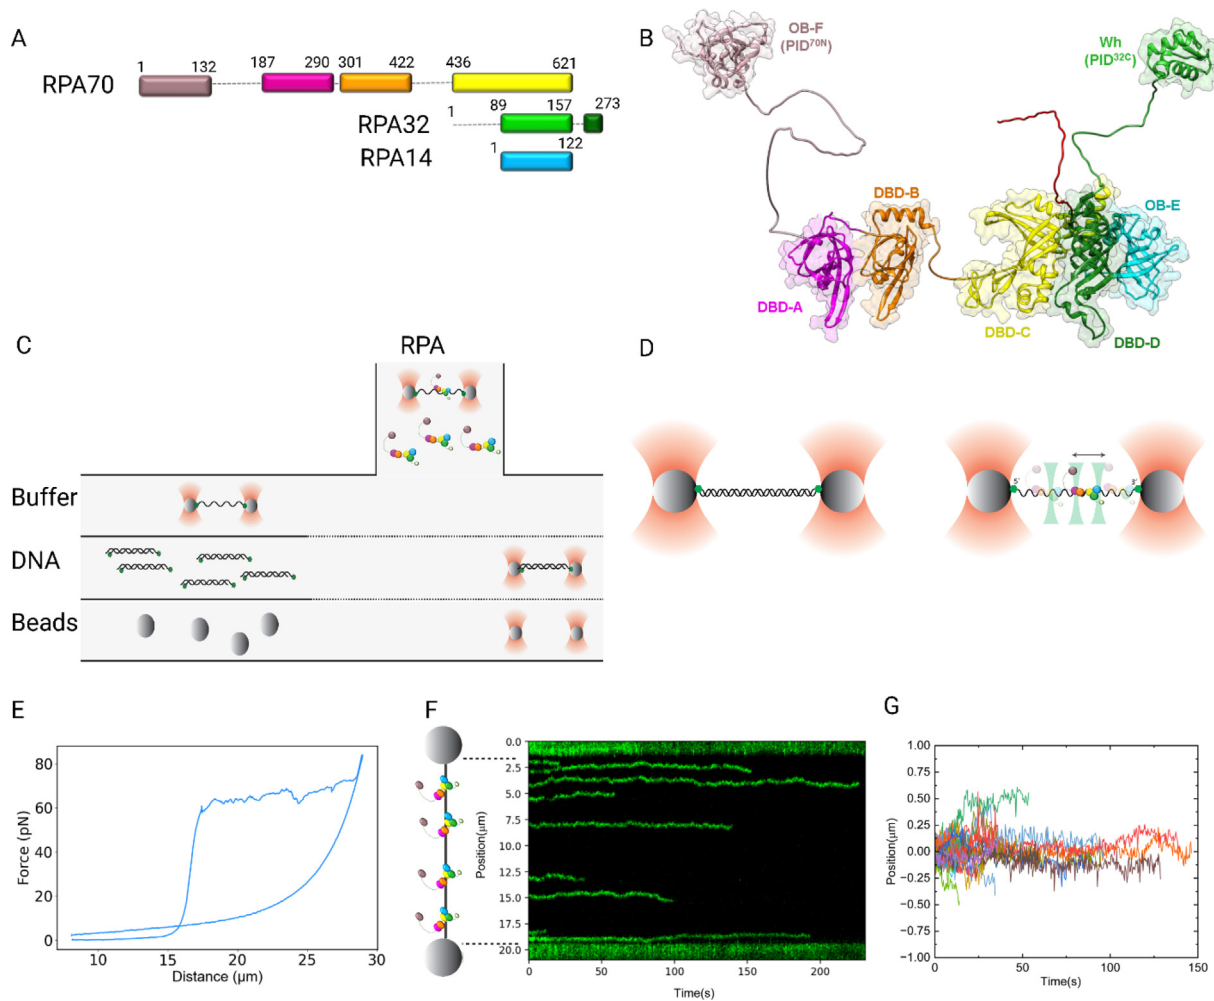 A
1 132 187 290 301 422 436 621
RPA70
1 89 157 273
RPA32
1 122
RPA14
B
OB-F
(PID70N)
Wh
(PID32C)
DBD-B
OB-E
DBD-A
DBD-C
DBD-D
C
RPA
Buffer
DNA
Beads
D
5'
3'
E
Force (pN)
80
60
40
20
0
10 15 20 25 30
Distance (µm)
F
Position(µm)
0.0
2.5
5.0
7.5
10.0
12.5
15.0
17.5
20.0
0 50 100 150 200
Time(s)
G
Position(µm)
1.00
0.75
0.50
0.25
0.00
−0.25
−0.50
−0.75
−1.00
0 50 100 150
Time(s)